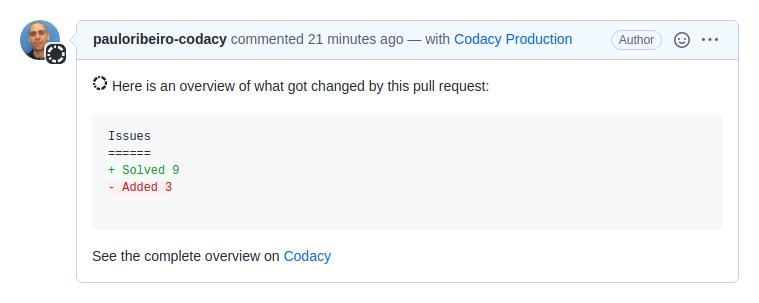 pauloribeiro-codacy commented 21 minutes ago — with Codacy Production Author
Here is an overview of what got changed by this pull request:
Issues
======
+ Solved 9
- Added 3
See the complete overview on Codacy